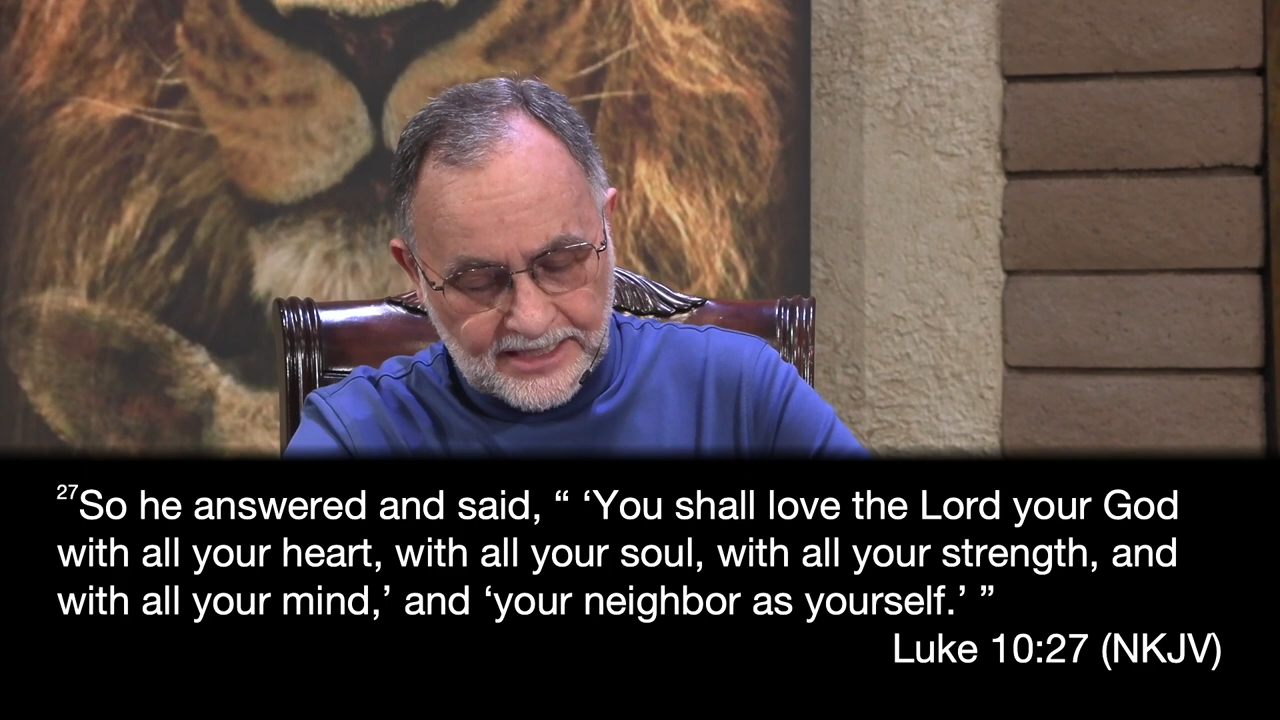 ²⁷So he answered and said, “ ‘You shall love the Lord your God
with all your heart, with all your soul, with all your strength, and
with all your mind,’ and ‘your neighbor as yourself.’ ”
Luke 10:27 (NKJV)